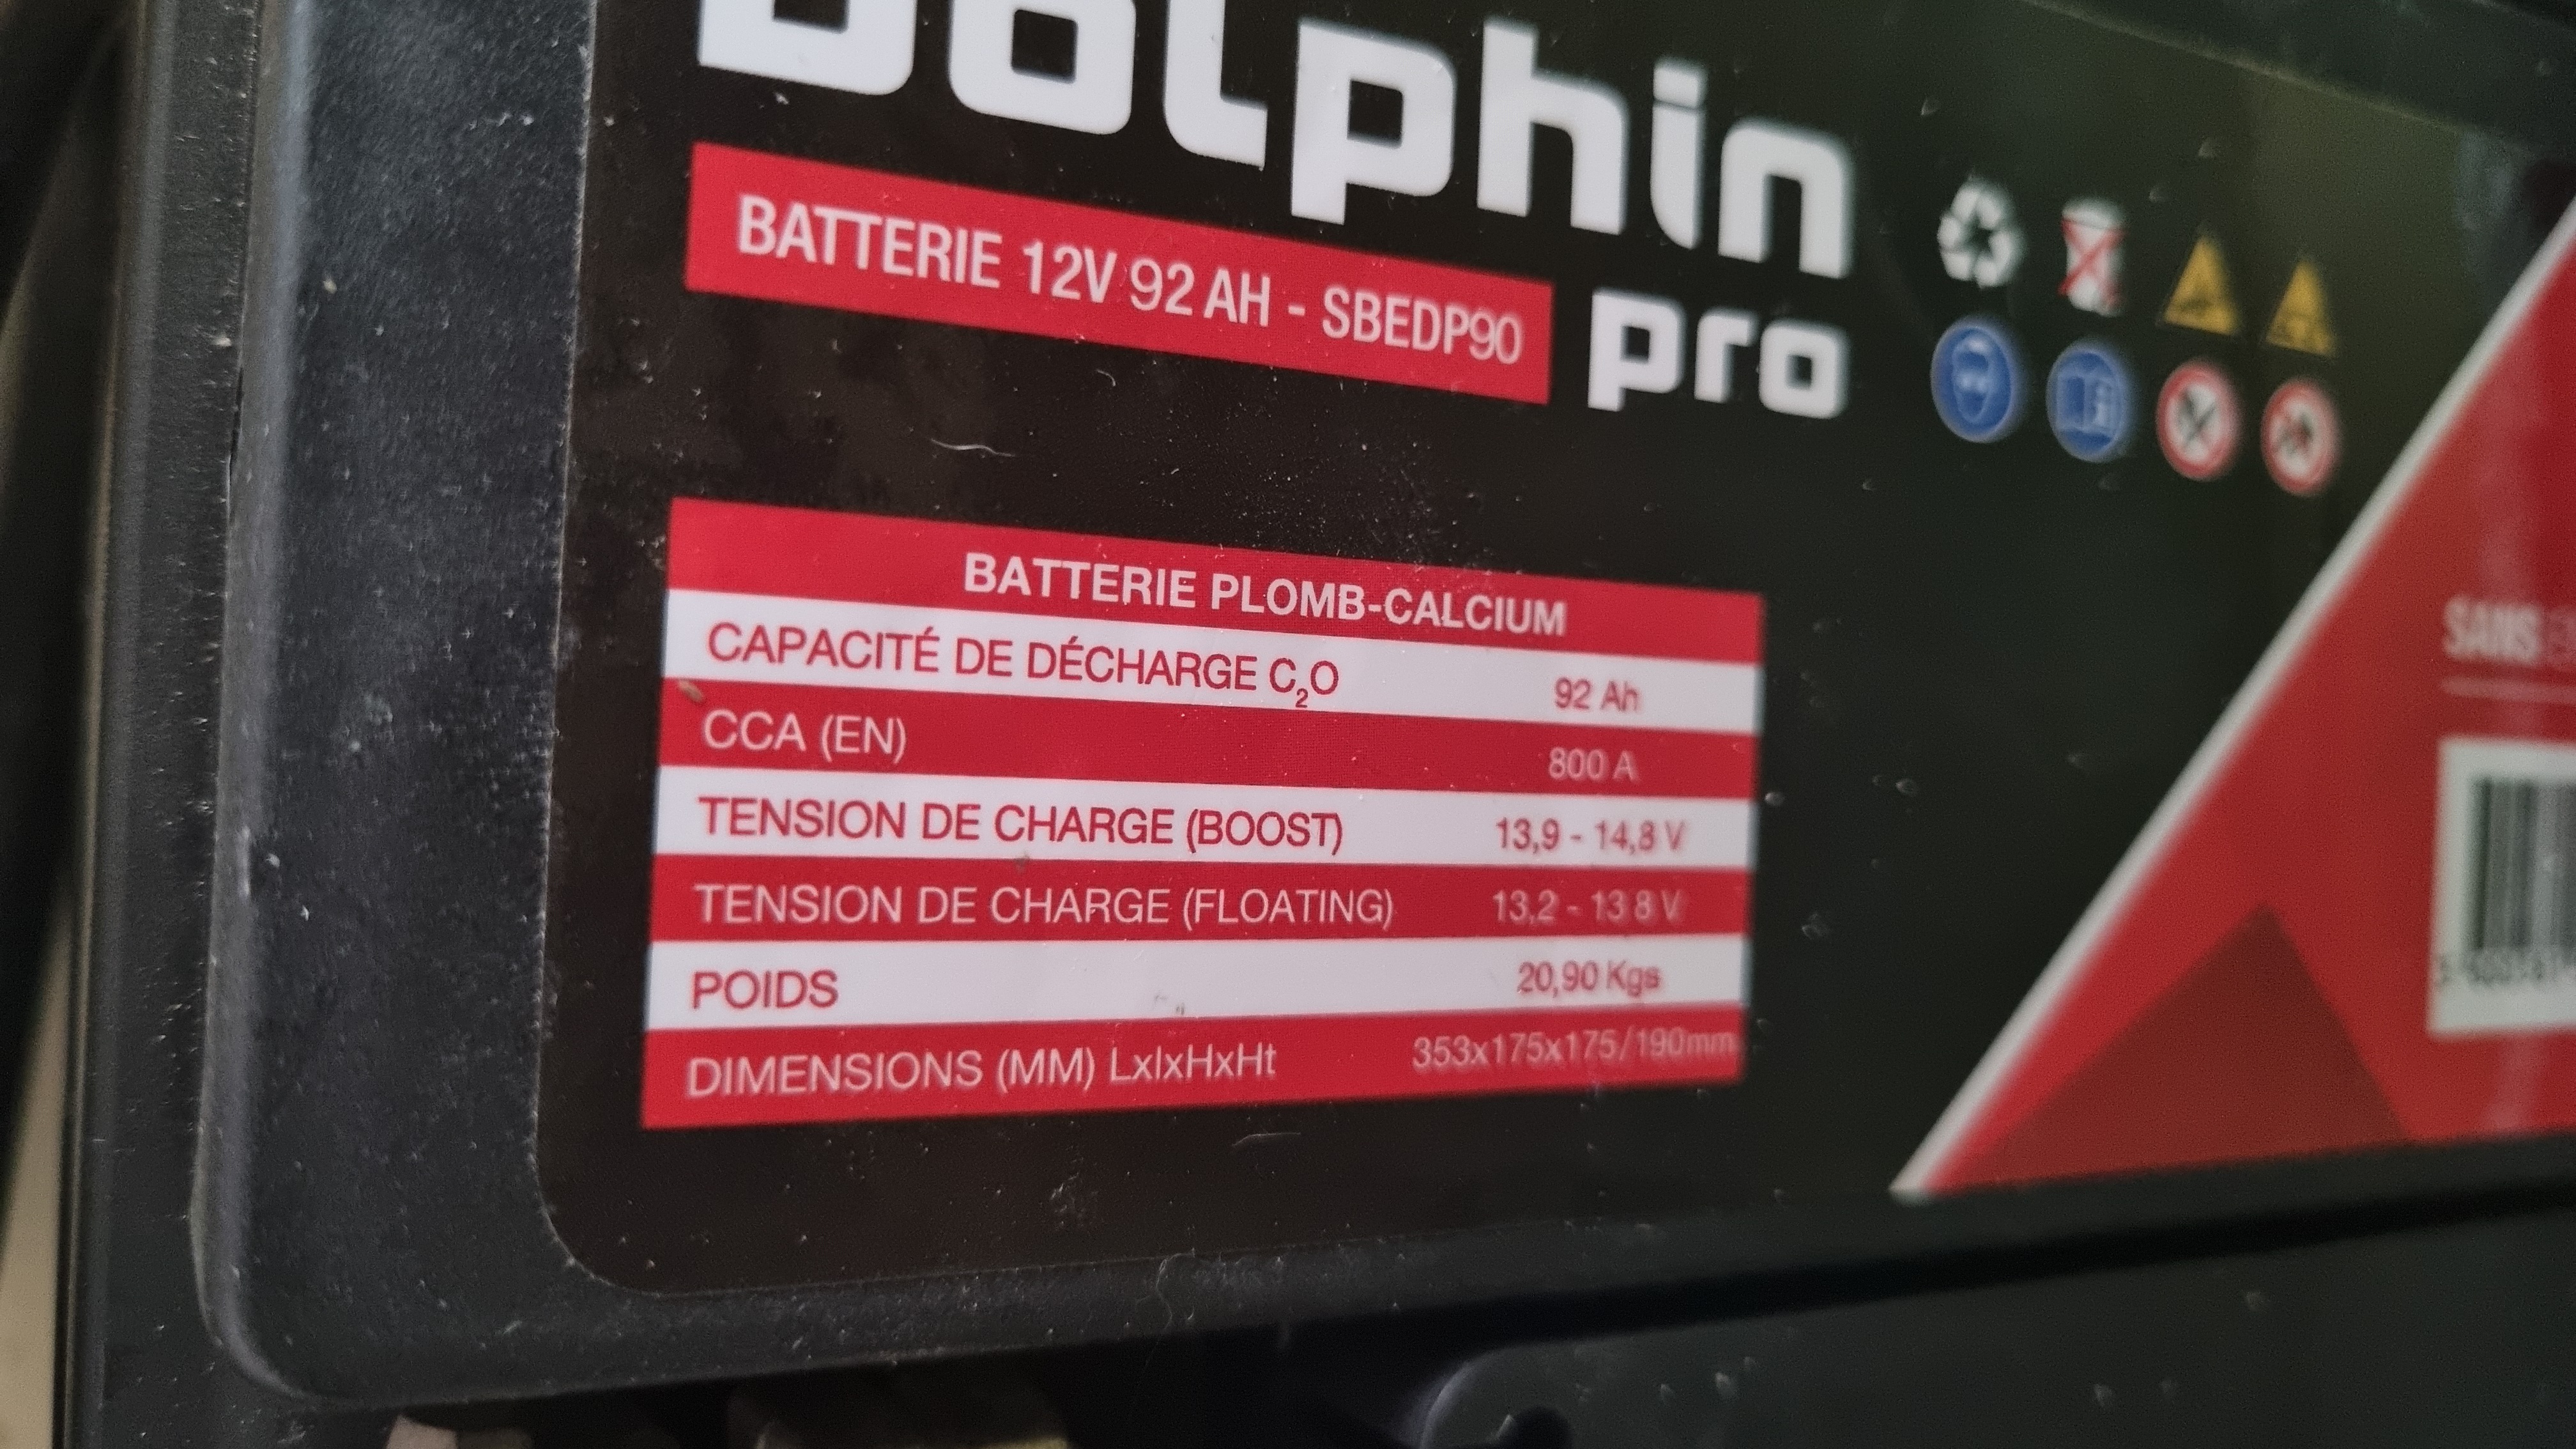 Dolphin
BATTERIE 12V 92 AH - SBEDP90
pro
BATTERIE PLOMB-CALCIUM
CAPACITÉ DE DÉCHARGE C₂O 92 Ah
CCA (EN) 800 A
TENSION DE CHARGE (BOOST) 13,9 - 14,8 V
TENSION DE CHARGE (FLOATING) 13,2 - 13 8 V
POIDS 20,90 Kgs
DIMENSIONS (MM) LxlxHxHt 353x175x175/190mm
SANS